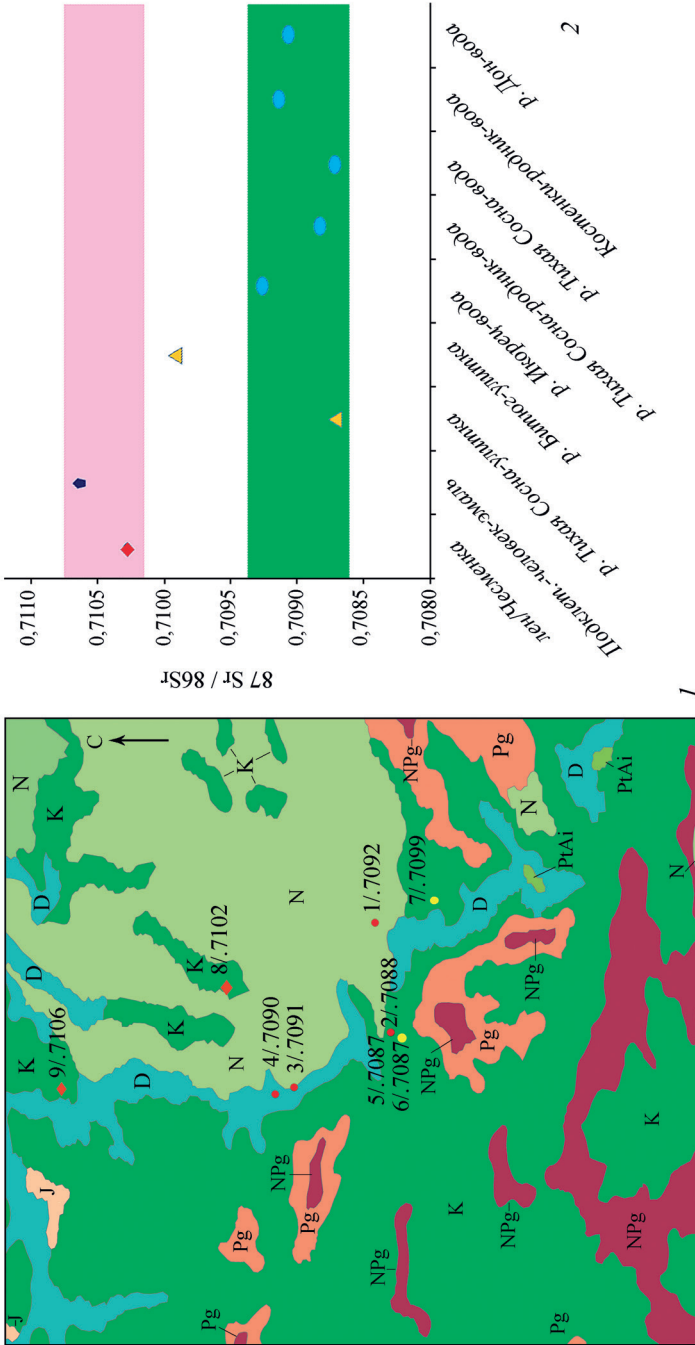 N
C
K
D
D
K
8/.7102
9/.7106
K
K
K
D
J
J
N
N
4/.7090
3/.7091
1/.7092
7/.7099
2/.7088
5/.7087
6/.7087
NPg
Pg
N
D
PtAi
PtAi
D
NPg
NPg
Pg
NPg
Pg
Pg
Pg
NPg
K
NPg
NPg
K
NPg
N
Pg
1
87 Sr / 86Sr
0,7110
0,7105
0,7100
0,7095
0,7090
0,7085
0,7080
лен/Чесменка
Подклет.-человек-эмаль
р. Тихая Сосна-улитка
р. Битюг-улитка
р. Икорец-вода
р. Тихая Сосна-родник-вода
р. Тихая Сосна-вода
Костенки-родник-вода
р. Дон-вода
2